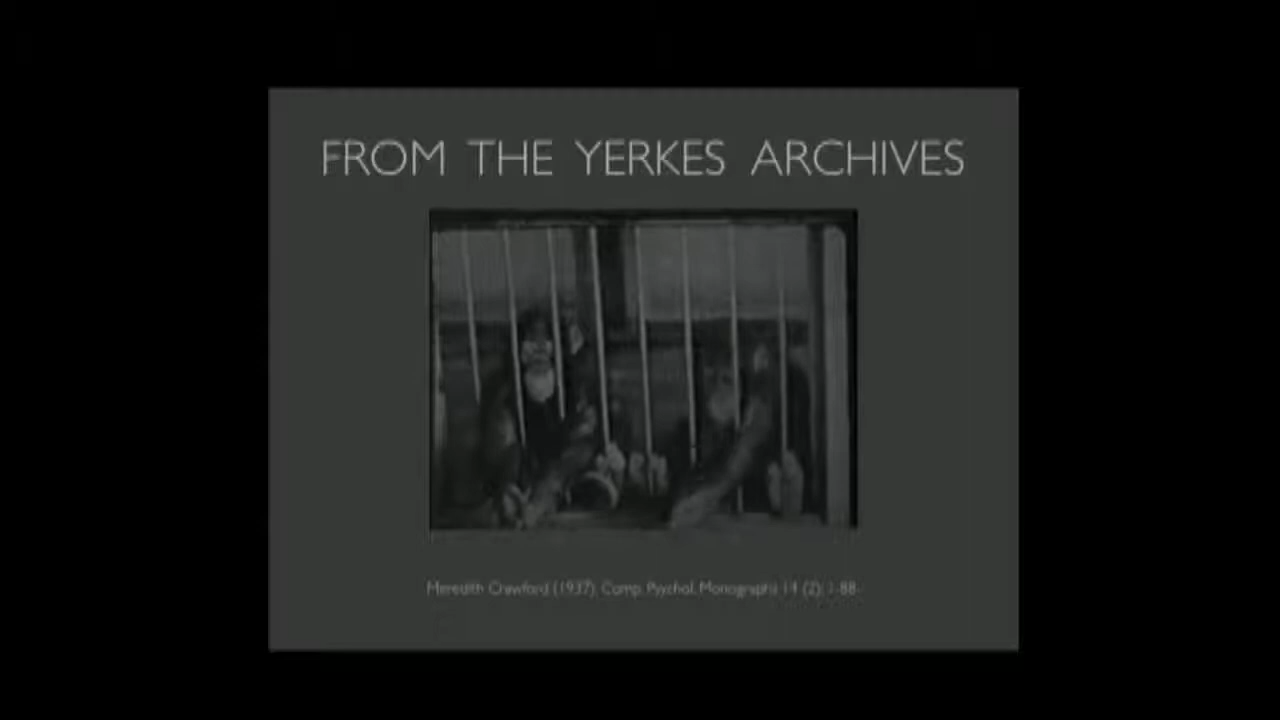 FROM THE YERKES ARCHIVES
Meredith Crawford (1937), Comp. Psychol. Monographs 14 (2): 1-88.